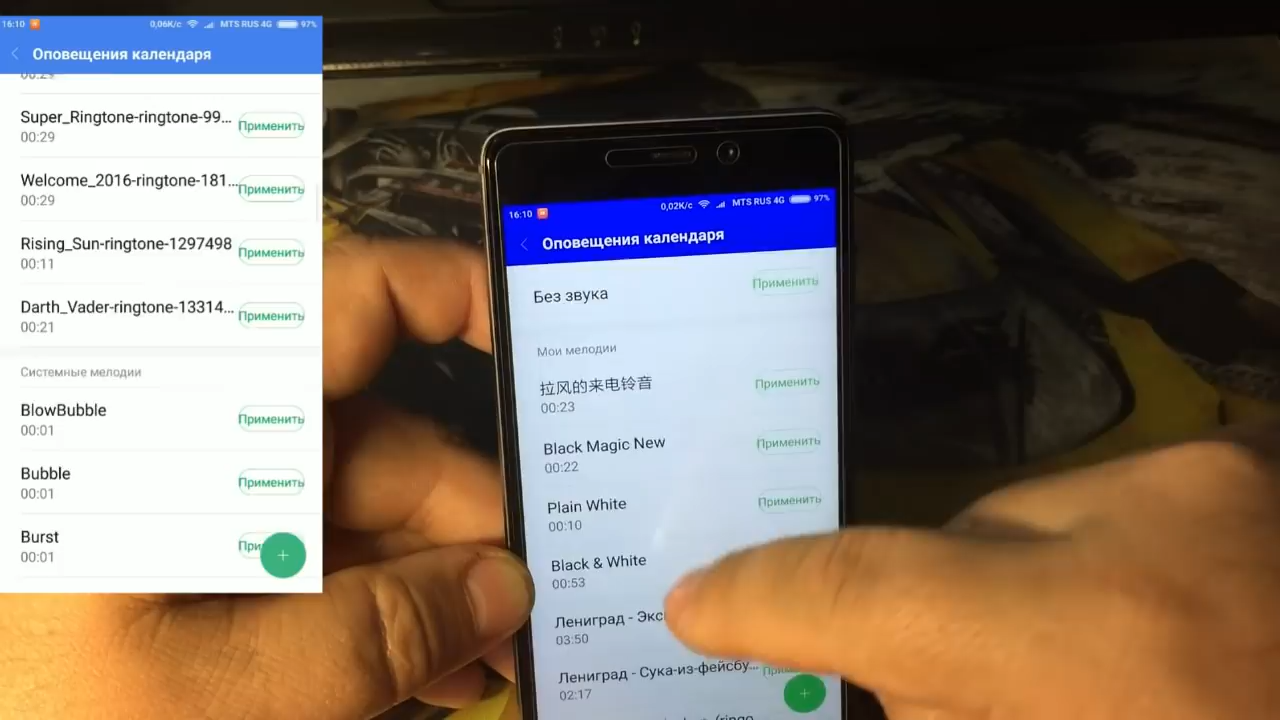 16:10 0,06K/c MTS RUS 4G 97%
Оповещения календаря
Super_Ringtone-ringtone-99...
Применить
00:29
Welcome_2016-ringtone-181...
Применить
00:29
Rising_Sun-ringtone-1297498
Применить
00:11
Darth_Vader-ringtone-13314...
Применить
00:21
Системные мелодии
BlowBubble
Применить
00:01
Bubble
Применить
00:01
Burst
При
00:01
16:10 0,02K/c MTS RUS 4G 97%
Оповещения календаря
Без звука
Применить
Мои мелодии
拉风的来电铃音
Применить
00:23
Black Magic New
Применить
00:22
Plain White
Применить
00:10
Black & White
00:53
Ленинград - Экс
03:50
Ленинград - Сука-из-фейсбу...
02:17